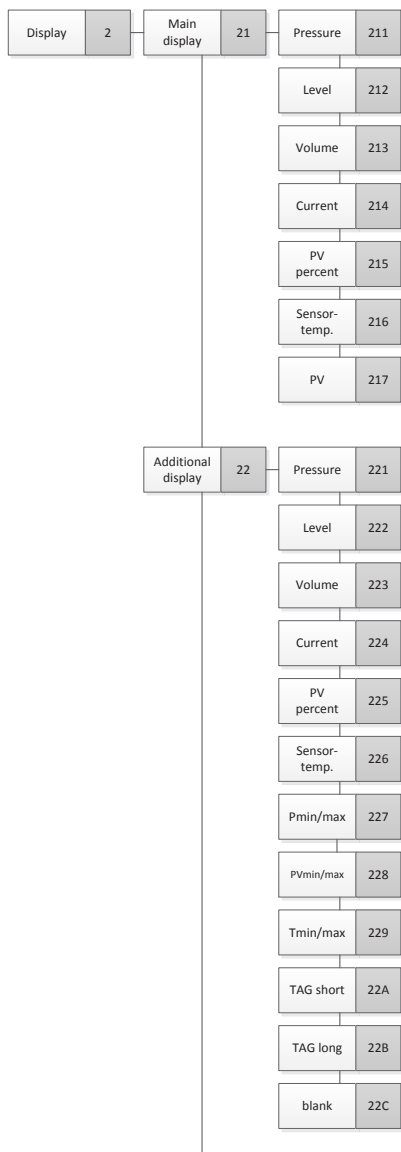 Display 2 Main display 21 Pressure 211
Level 212
Volume 213
Current 214
PV percent 215
Sensor-temp. 216
PV 217
Additional display 22 Pressure 221
Level 222
Volume 223
Current 224
PV percent 225
Sensor-temp. 226
Pmin/max 227
PVmin/max 228
Tmin/max 229
TAG short 22A
TAG long 22B
blank 22C